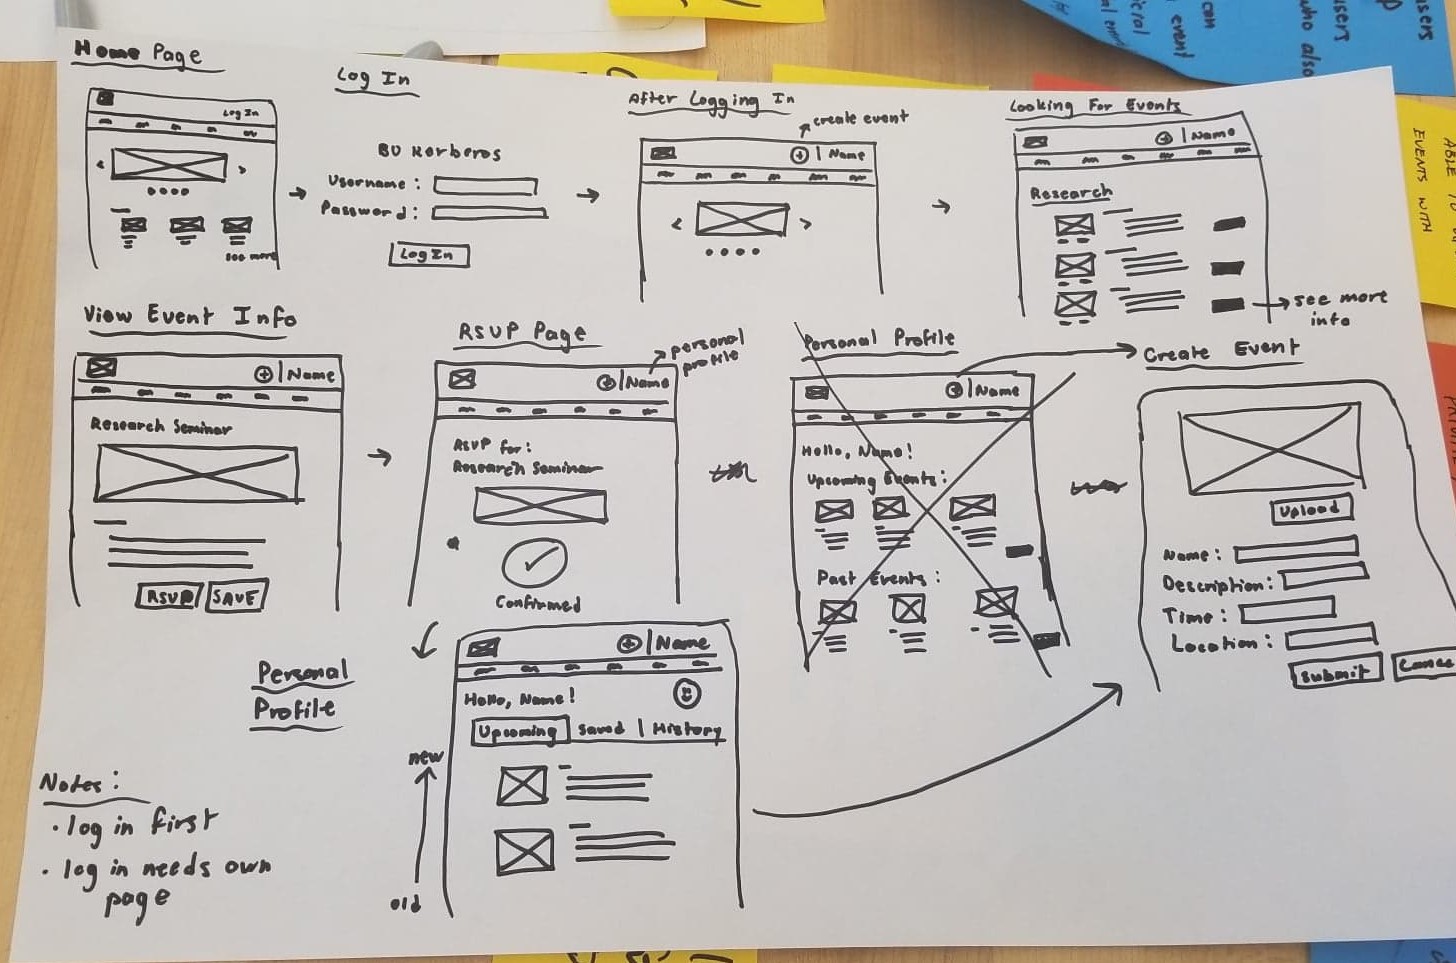 Home Page
Log In
see more
Log In
BU Kerberos
Username :
Password :
Log In
After Logging In
create event
| Name
Looking For Events
| Name
Research
see more
info
View Event Info
| Name
Research Seminar
RSVP
SAVE
RSVP Page
personal
profile
| Name
RSVP for:
Research Seminar
Confirmed
Personal Profile
| Name
Hello, Name!
Upcoming Events:
Past Events :
Create Event
Upload
Name :
Description:
Time :
Location :
Submit
Personal
Profile
| Name
Hello, Name!
Upcoming Saved | History
new
old
Notes :
· log in first
· log in needs own
page
users
users
who also
can
event
EVENTS WITH
ABLE TO